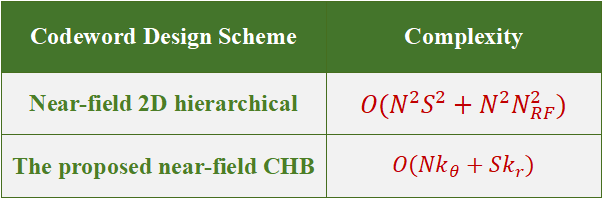 Codeword Design Scheme Complexity
Near-field 2D hierarchical O(N²S² + N²N²_RF)
The proposed near-field CHB O(Nk_θ + Sk_r)